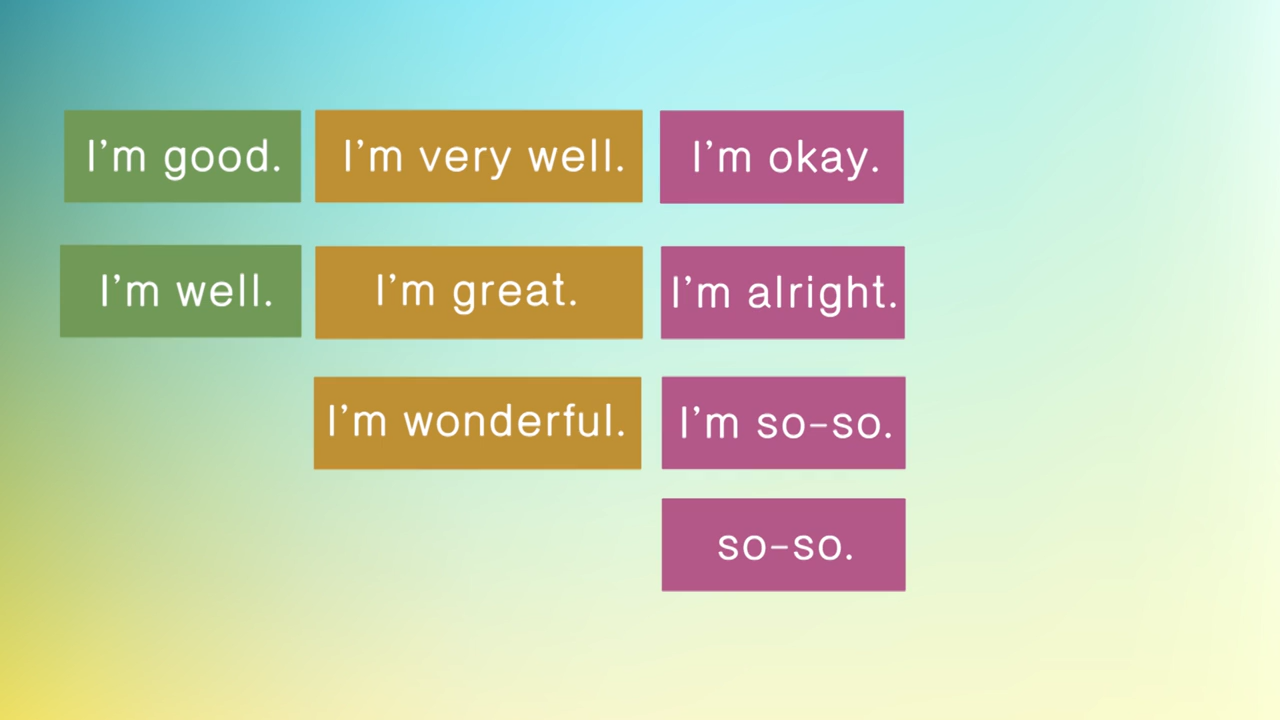 I'm good.
I'm very well.
I'm okay.
I'm well.
I'm great.
I'm alright.
I'm wonderful.
I'm so-so.
so-so.